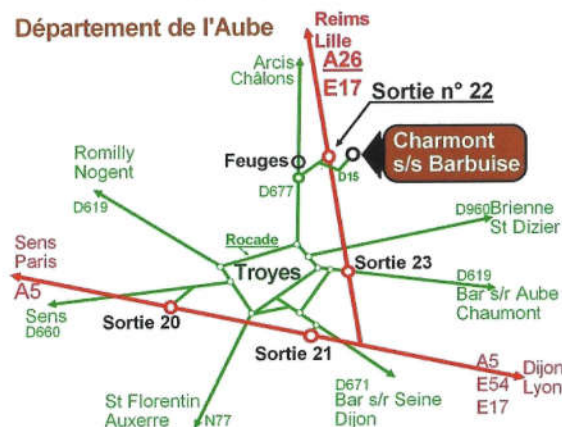 Département de l'Aube
Reims
Lille
A26
E17
Arcis
Châlons
Sortie n° 22
Charmont
s/s Barbuise
Feuges
D15
D677
Romilly
Nogent
D619
D960
Brienne
St Dizier
Rocade
Sens
Paris
A5
Troyes
Sortie 23
D619
Bar s/r Aube
Chaumont
Sens
D660
Sortie 20
Sortie 21
A5
E54
E17
Dijon
Lyon
D671
Bar s/r Seine
Dijon
St Florentin
Auxerre
N77